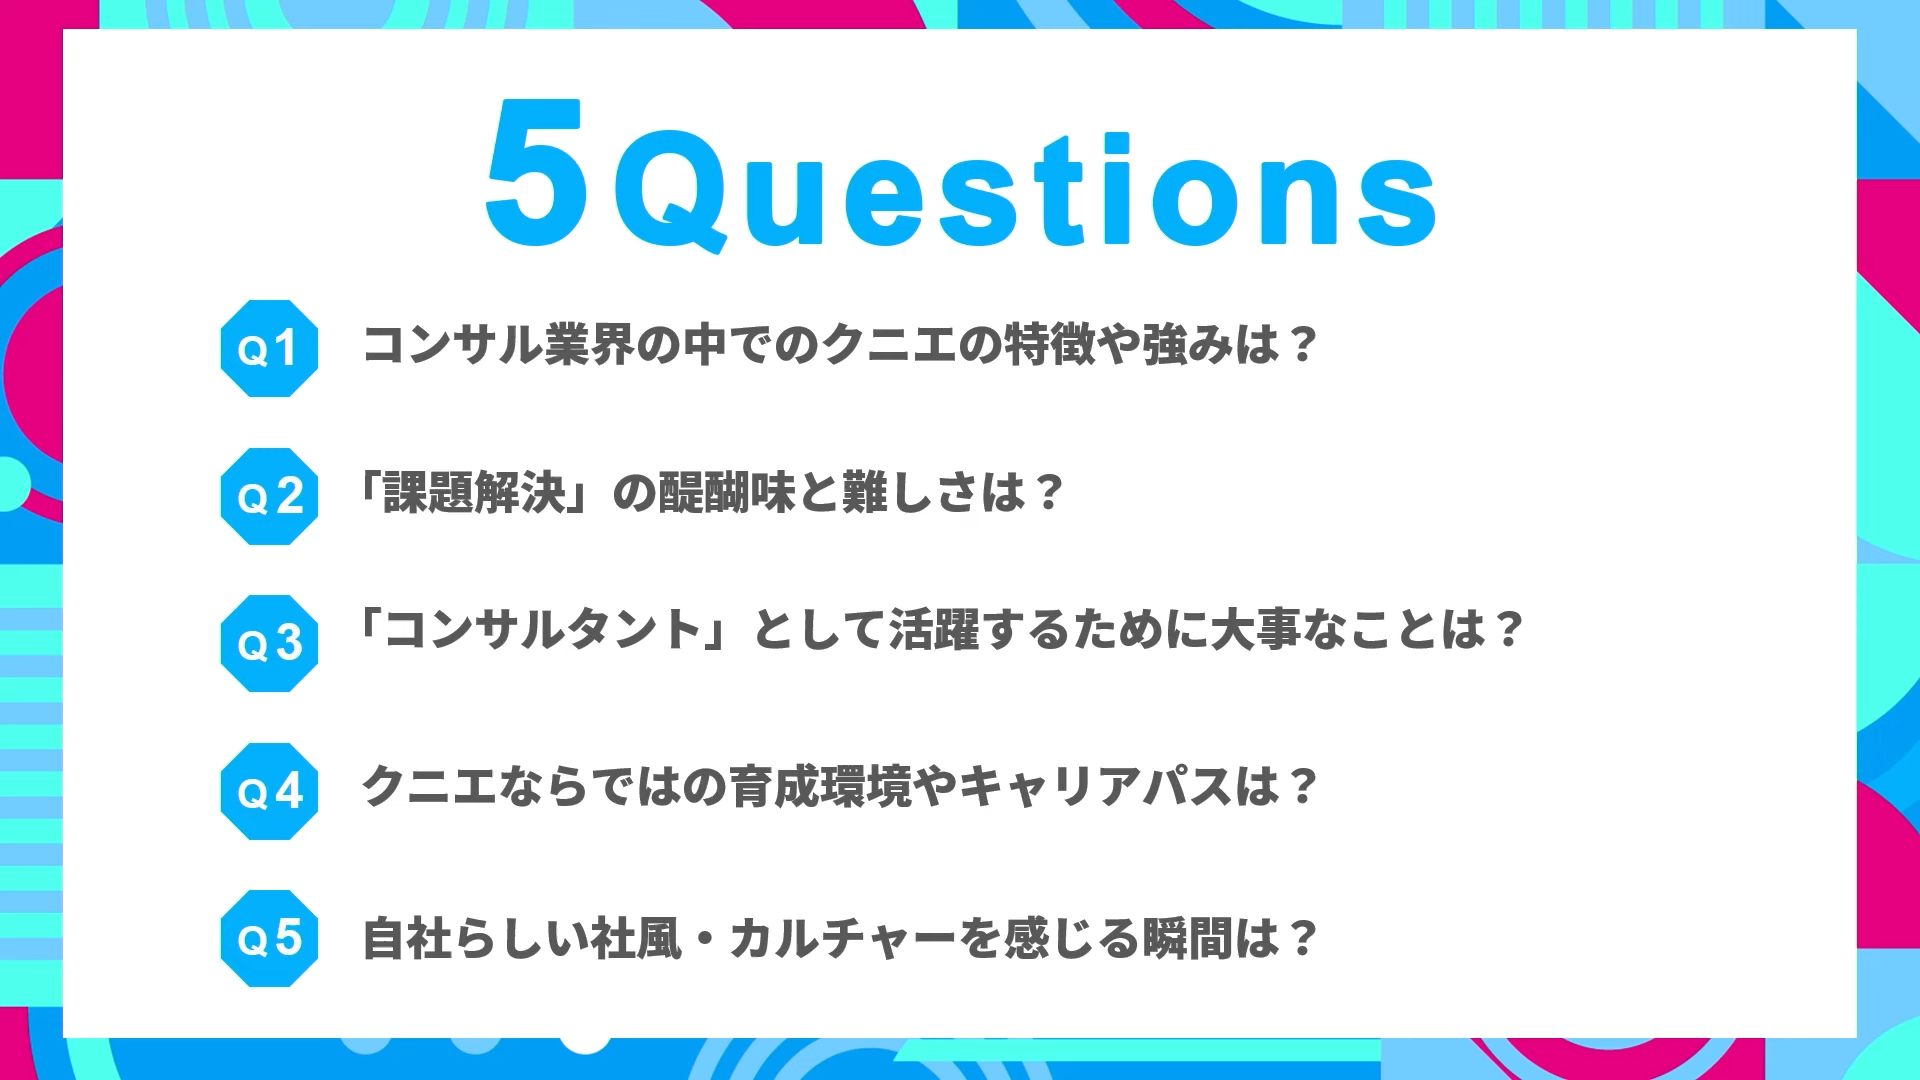 5Questions
Q1 コンサル業界の中でのクニエの特徴や強みは？
Q2 「課題解決」の醍醐味と難しさは？
Q3 「コンサルタント」として活躍するために大事なことは？
Q4 クニエならではの育成環境やキャリアパスは？
Q5 自社らしい社風・カルチャーを感じる瞬間は？